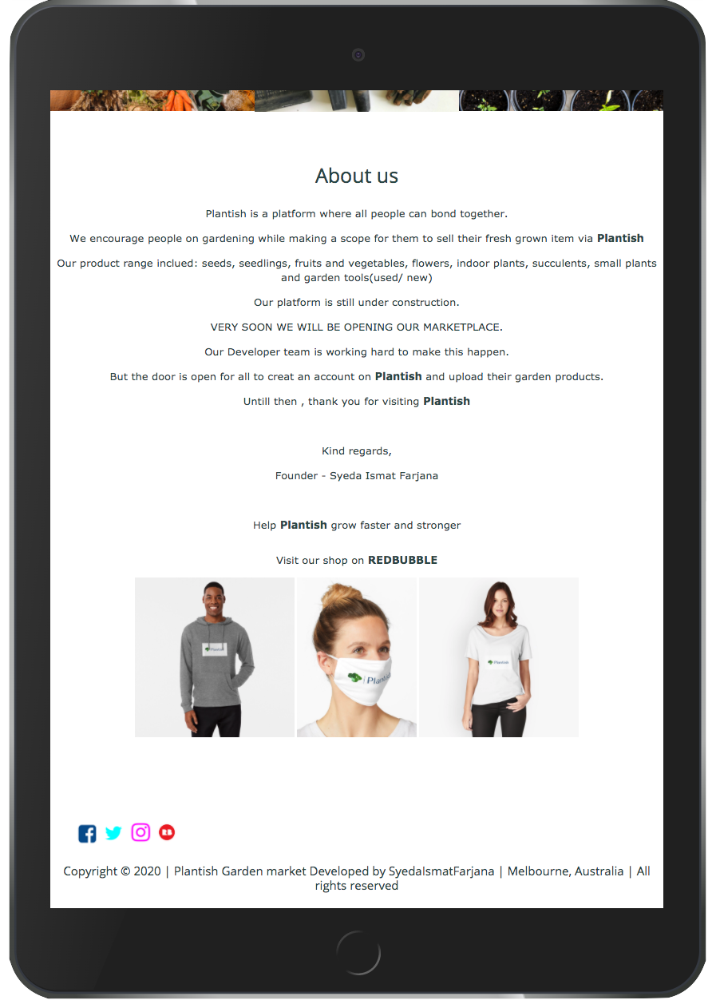 About us
Plantish is a platform where all people can bond together.
We encourage people on gardening while making a scope for them to sell their fresh grown item via Plantish
Our product range inclued: seeds, seedlings, fruits and vegetables, flowers, indoor plants, succulents, small plants
and garden tools(used/ new)
Our platform is still under construction.
VERY SOON WE WILL BE OPENING OUR MARKETPLACE.
Our Developer team is working hard to make this happen.
But the door is open for all to creat an account on Plantish and upload their garden products.
Untill then , thank you for visiting Plantish
Kind regards,
Founder - Syeda Ismat Farjana
Help Plantish grow faster and stronger
Visit our shop on REDBUBBLE
Plantish
Plantish
Plantish
RB
Copyright © 2020 | Plantish Garden market Developed by SyedaIsmatFarjana | Melbourne, Australia | All
rights reserved